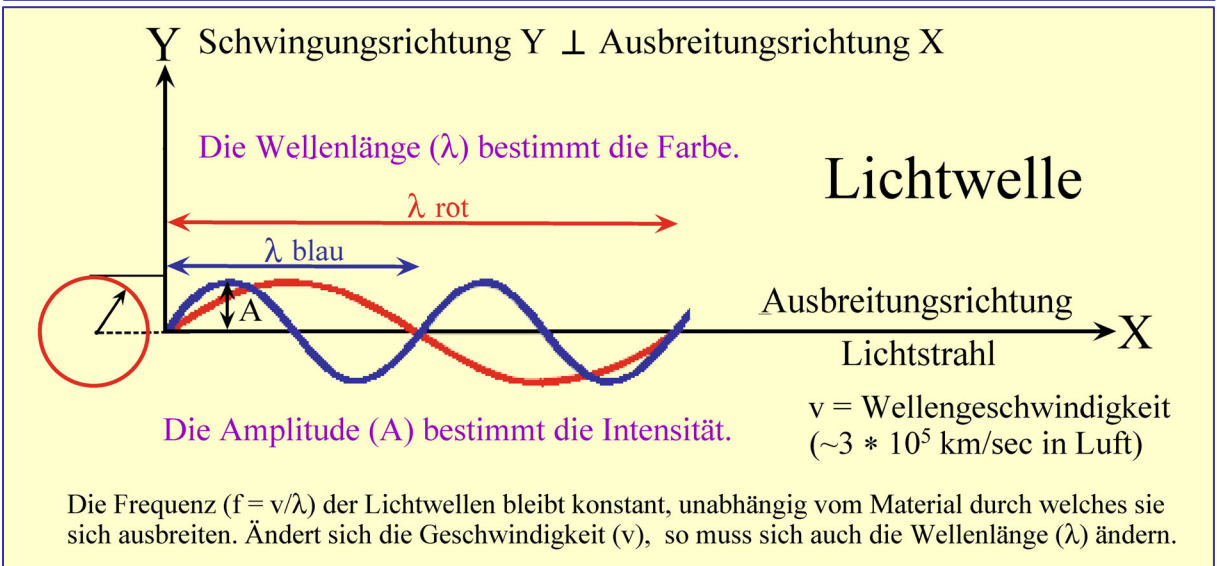 Y Schwingungsrichtung Y ⊥ Ausbreitungsrichtung X
Die Wellenlänge (λ) bestimmt die Farbe.
Lichtwelle
λ rot
λ blau
A
Ausbreitungsrichtung
X
Lichtstrahl
v = Wellengeschwindigkeit
(~3 * 10⁵ km/sec in Luft)
Die Amplitude (A) bestimmt die Intensität.
Die Frequenz (f = v/λ) der Lichtwellen bleibt konstant, unabhängig vom Material durch welches sie
sich ausbreiten. Ändert sich die Geschwindigkeit (v), so muss sich auch die Wellenlänge (λ) ändern.